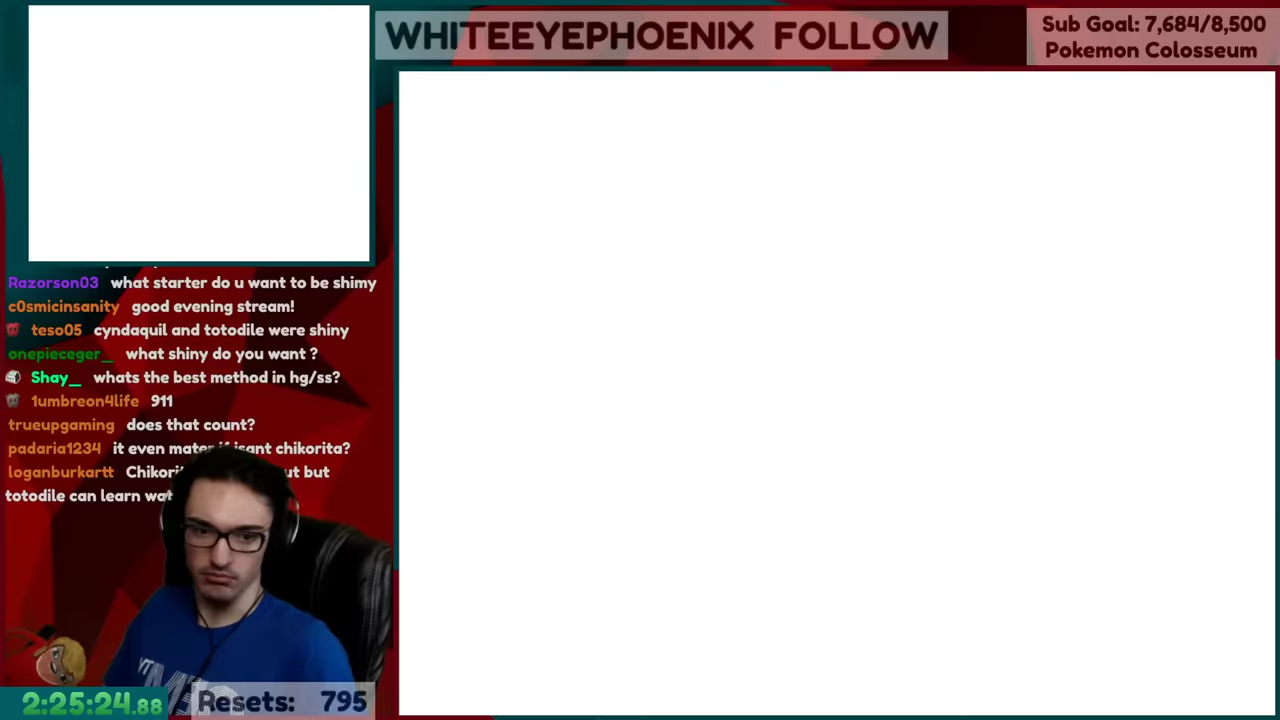 WHITEEYEPHOENIX FOLLOW
Sub Goal: 7,684/8,500
Pokemon Colosseum
Razorson03 what starter do u want to be shimy
c0smicinsanity good evening stream!
teso05 cyndaquil and totodile were shiny
onepieceger_ what shiny do you want ?
Shay_ whats the best method in hg/ss?
1umbreon4life 911
trueupgaming does that count?
padaria1234 it even mater if isant chikorita?
loganburkartt but
totodile can learn
2:25:24.88
Resets: 795